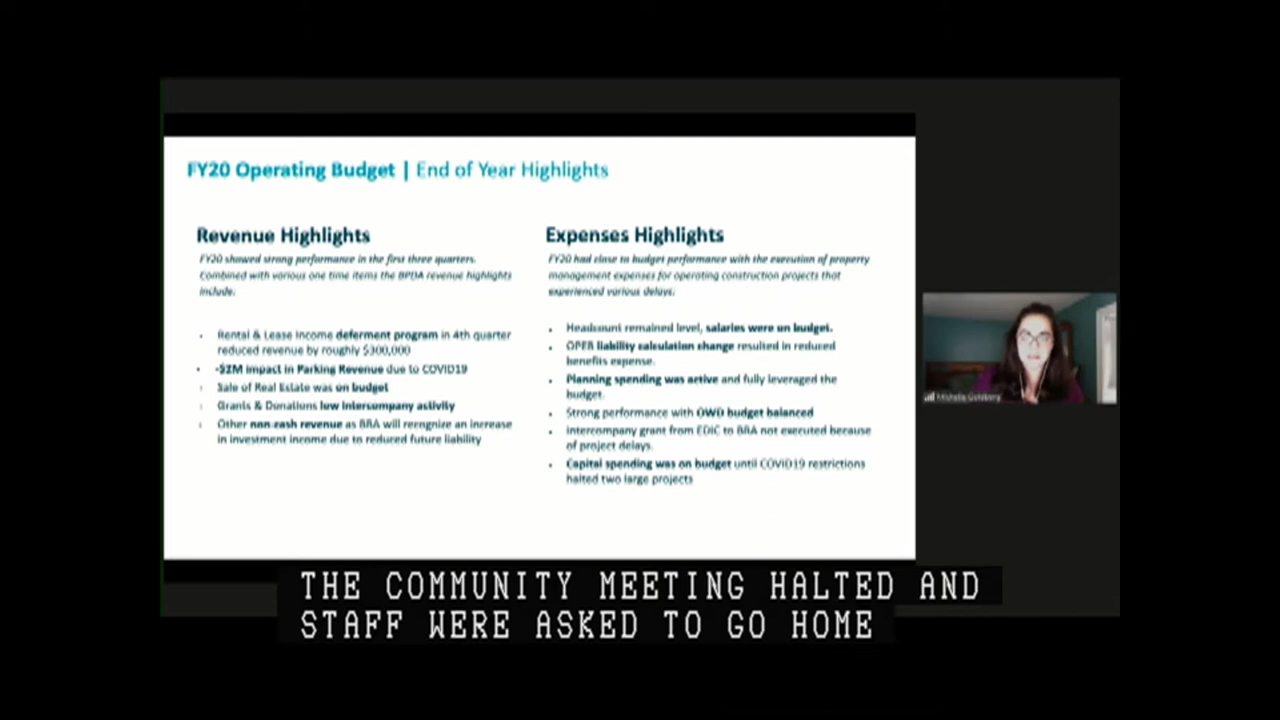 FY20 Operating Budget | End of Year Highlights
Revenue Highlights
FY20 showed strong performance in the first three quarters.
Combined with various one time items the BPDA revenue highlights
include:
• Rental & Lease Income deferment program in 4th quarter
reduced revenue by roughly $300,000
• -$2M impact in Parking Revenue due to COVID19
• Sale of Real Estate was on budget
• Grants & Donations low intercompany activity
• Other non-cash revenue as BRA will recognize an increase
in investment income due to reduced future liability
Expenses Highlights
FY20 had close to budget performance with the execution of property
management expenses for operating construction projects that
experienced various delays:
• Headcount remained level, salaries were on budget.
• OPEB liability calculation change resulted in reduced
benefits expense.
• Planning spending was active and fully leveraged the
budget.
• Strong performance with OWD budget balanced
• Intercompany grant from EDIC to BRA not executed because
of project delays.
• Capital spending was on budget until COVID19 restrictions
halted two large projects
Michelle Goldberg
THE COMMUNITY MEETING HALTED AND
STAFF WERE ASKED TO GO HOME